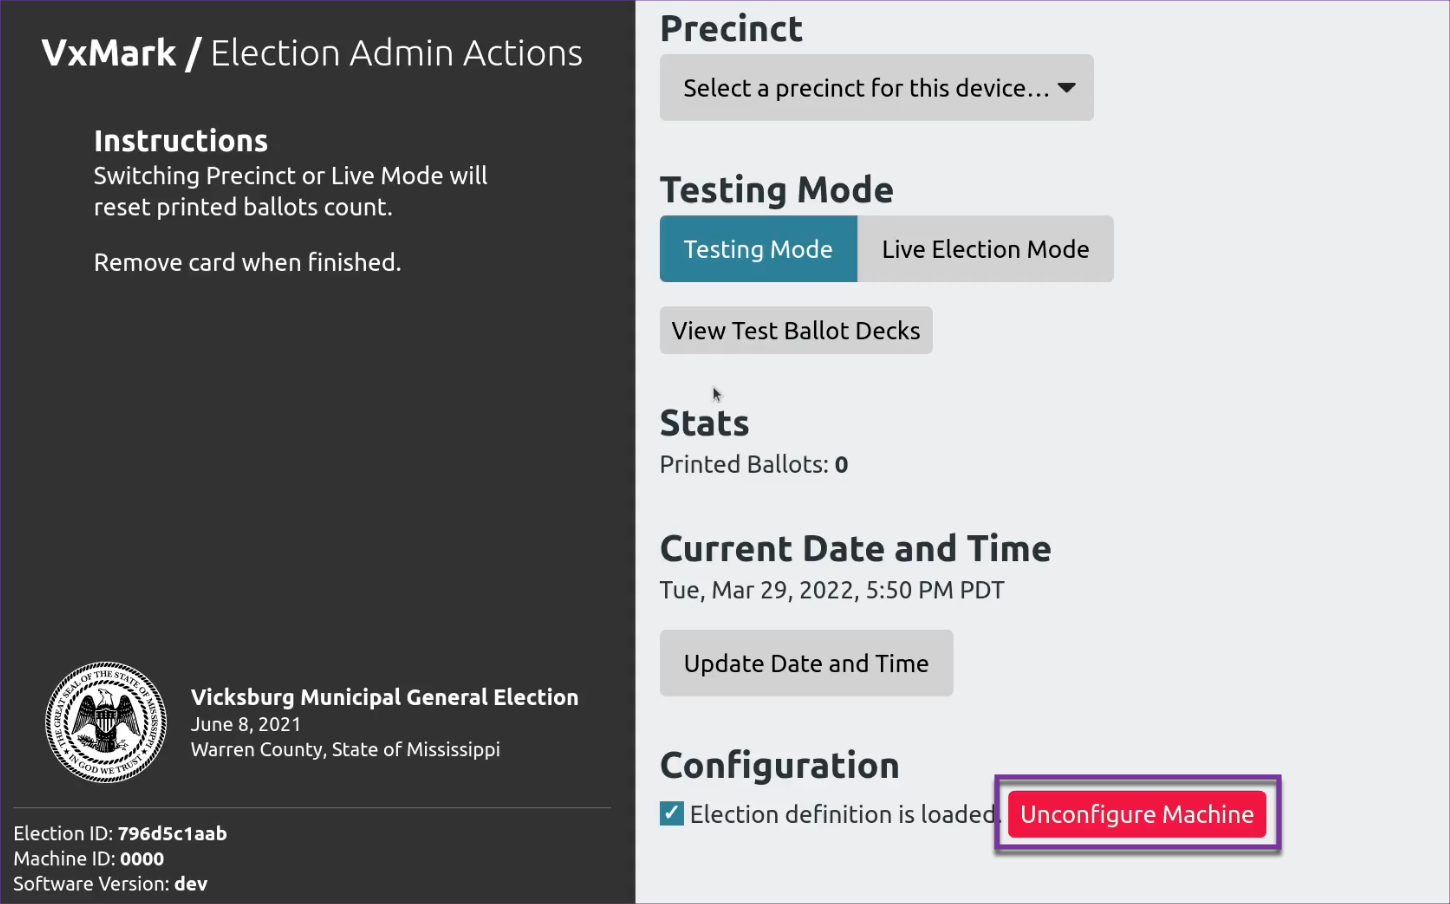 VxMark / Election Admin Actions
Instructions
Switching Precinct or Live Mode will
reset printed ballots count.
Remove card when finished.
THE GREAT SEAL OF THE STATE OF MISSISSIPPI
IN GOD WE TRUST
Vicksburg Municipal General Election
June 8, 2021
Warren County, State of Mississippi
Election ID: 796d5c1aab
Machine ID: 0000
Software Version: dev
Precinct
Select a precinct for this device…
Testing Mode
Testing Mode Live Election Mode
View Test Ballot Decks
Stats
Printed Ballots: 0
Current Date and Time
Tue, Mar 29, 2022, 5:50 PM PDT
Update Date and Time
Configuration
Election definition is loaded. Unconfigure Machine